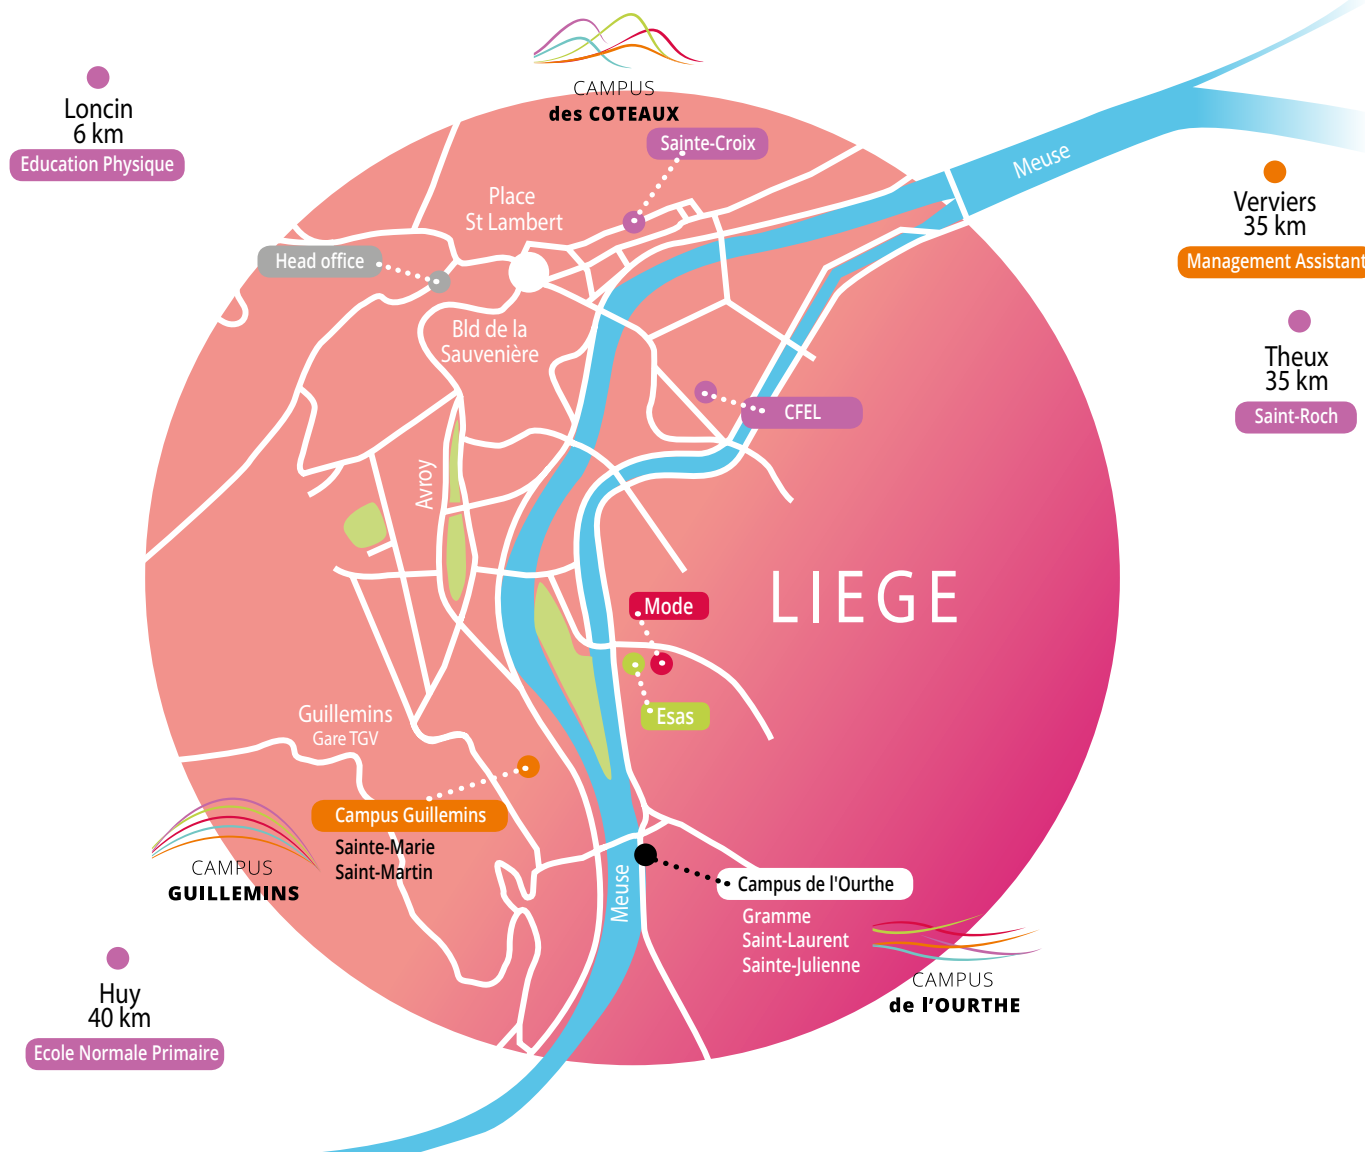 CAMPUS
des COTEAUX
Loncin
6 km
Education Physique
Sainte-Croix
Meuse
Place
St Lambert
Head office
Verviers
35 km
Management Assistant
Bld de la
Sauvenière
Theux
35 km
Saint-Roch
CFEL
Avroy
LIEGE
Mode
Esas
Guillemins
Gare TGV
Campus Guillemins
Sainte-Marie
Saint-Martin
CAMPUS
GUILLEMINS
Meuse
Campus de l'Ourthe
Gramme
Saint-Laurent
Sainte-Julienne
CAMPUS
de l’OURTHE
Huy
40 km
Ecole Normale Primaire